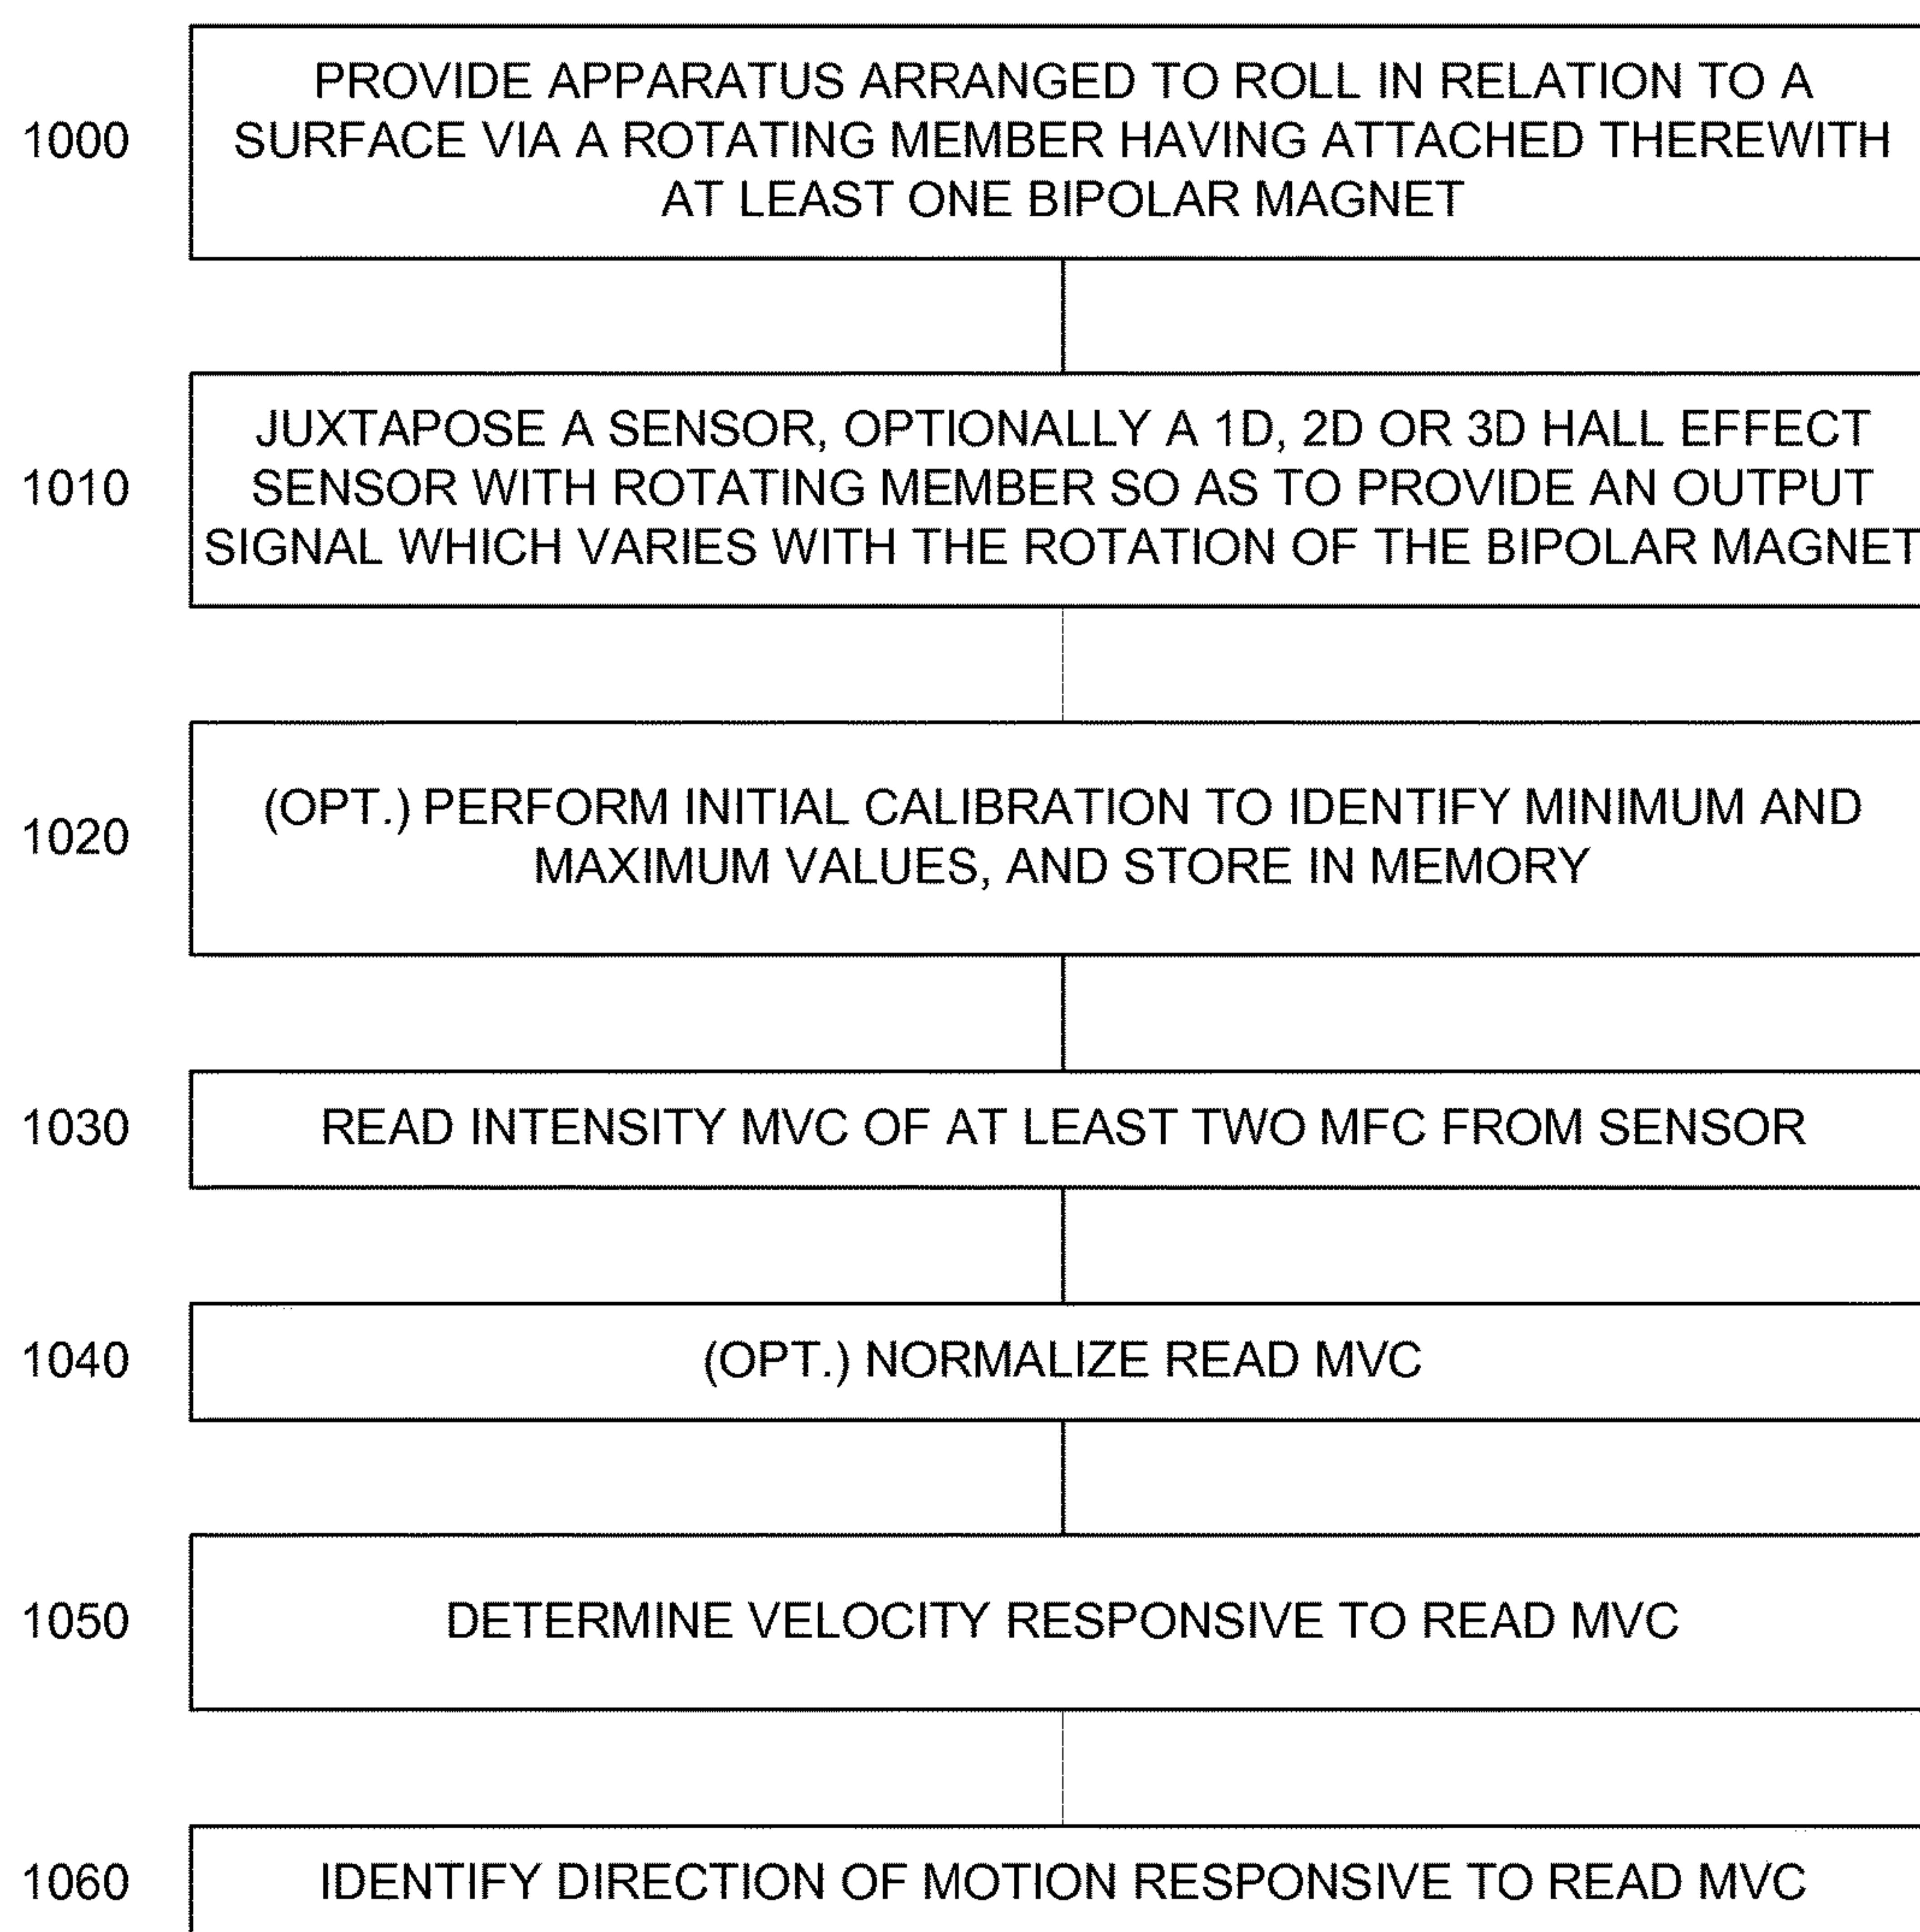 PROVIDE APPARATUS ARRANGED TO ROLL IN RELATION TO A
1000
SURFACE VIA A ROTATING MEMBER HAVING ATTACHED THEREWITH
AT LEAST ONE BIPOLAR MAGNET
JUXTAPOSE A SENSOR, OPTIONALLY A 1D, 2D OR 3D HALL EFFECT
1010
SENSOR WITH ROTATING MEMBER SO AS TO PROVIDE AN OUTPUT
SIGNAL WHICH VARIES WITH THE ROTATION OF THE BIPOLAR MAGNET
1020
(OPT.) PERFORM INITIAL CALIBRATION TO IDENTIFY MINIMUM AND
MAXIMUM VALUES, AND STORE IN MEMORY
1030
READ INTENSITY MVC OF AT LEAST TWO MFC FROM SENSOR
1040
(OPT.) NORMALIZE READ MVC
1050
DETERMINE VELOCITY RESPONSIVE TO READ MVC
1060
IDENTIFY DIRECTION OF MOTION RESPONSIVE TO READ MVC